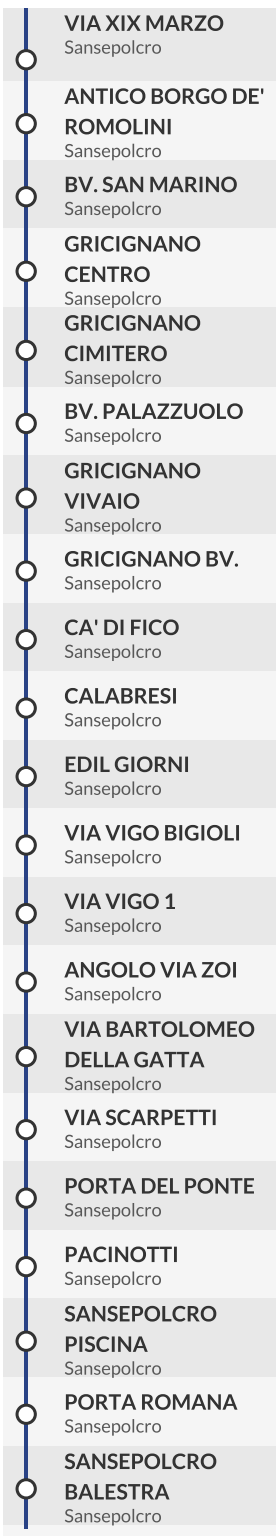 VIA XIX MARZO
Sansepolcro
ANTICO BORGO DE'
ROMOLINI
Sansepolcro
BV. SAN MARINO
Sansepolcro
GRICIGNANO
CENTRO
Sansepolcro
GRICIGNANO
CIMITERO
Sansepolcro
BV. PALAZZUOLO
Sansepolcro
GRICIGNANO
VIVAIO
Sansepolcro
GRICIGNANO BV.
Sansepolcro
CA' DI FICO
Sansepolcro
CALABRESI
Sansepolcro
EDIL GIORNI
Sansepolcro
VIA VIGO BIGIOLI
Sansepolcro
VIA VIGO 1
Sansepolcro
ANGOLO VIA ZOI
Sansepolcro
VIA BARTOLOMEO
DELLA GATTA
Sansepolcro
VIA SCARPETTI
Sansepolcro
PORTA DEL PONTE
Sansepolcro
PACINOTTI
Sansepolcro
SANSEPOLCRO
PISCINA
Sansepolcro
PORTA ROMANA
Sansepolcro
SANSEPOLCRO
BALESTRA
Sansepolcro